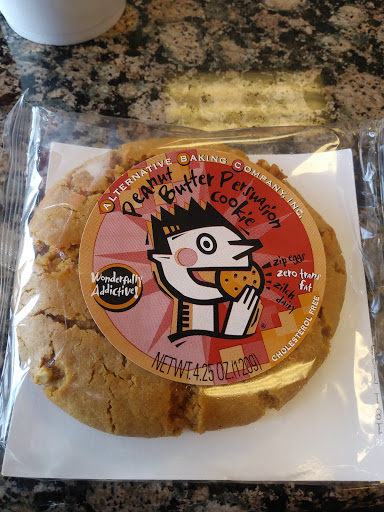 ALTERNATIVE BAKING COMPANY, INC.
Peanut
Butter Persuasion
cookie
Wonderfully
Addictive!
zip eggs
zero trans
fat
zilch
dairy
CHOLESTEROL FREE
NET WT. 4.25 OZ. (120g)